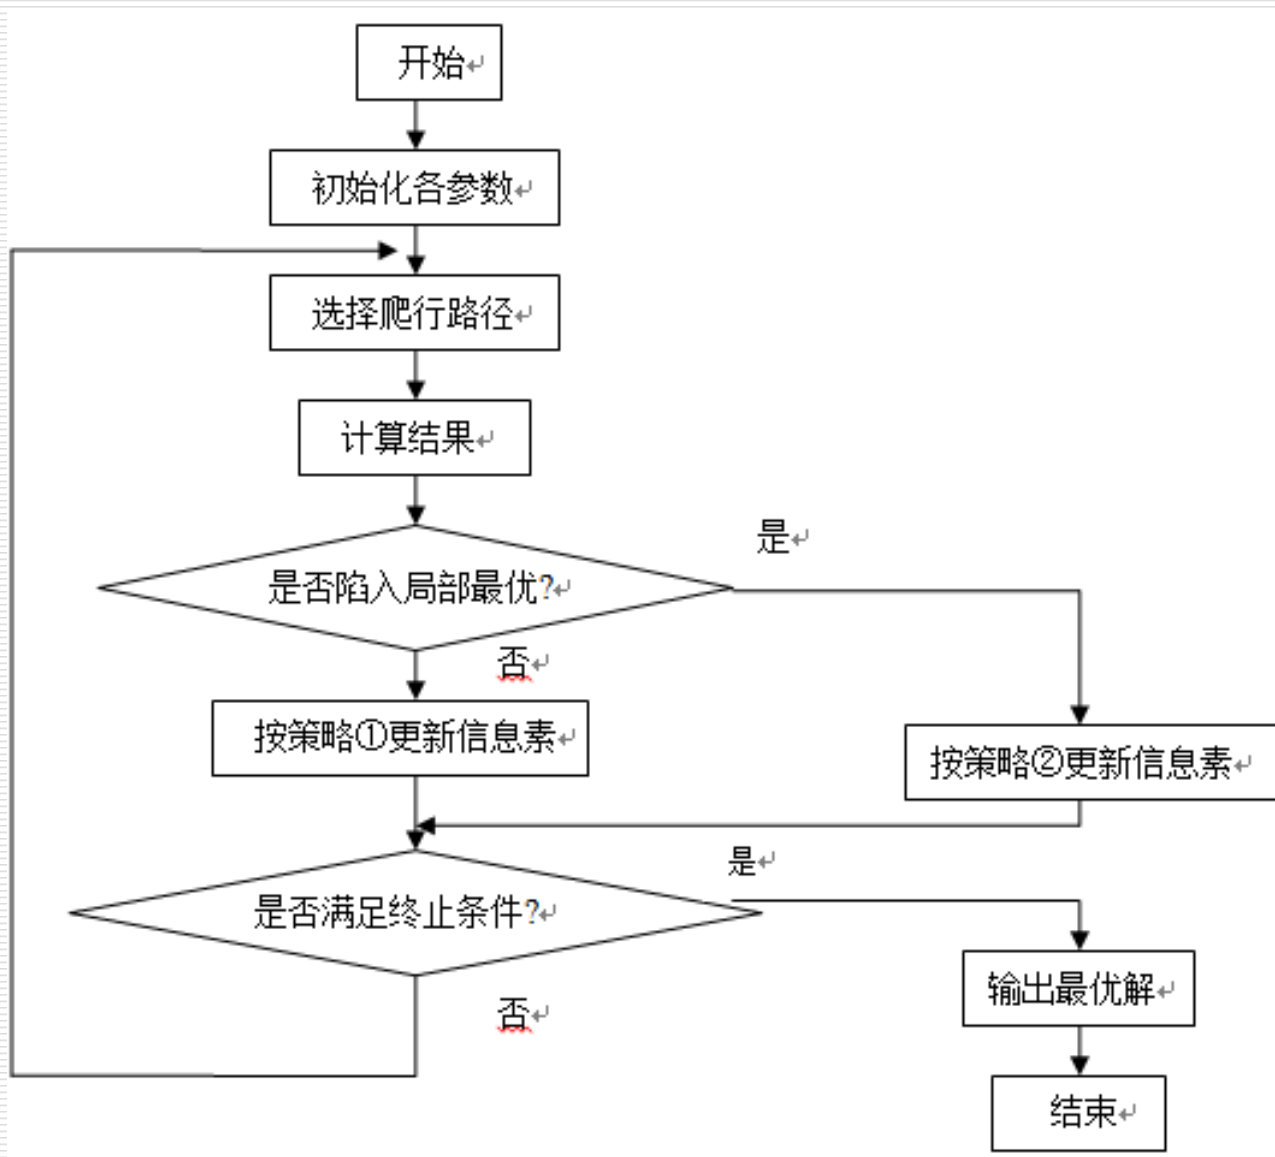 开始
初始化各参数
选择爬行路径
计算结果
是否陷入局部最优?
是
否
按策略①更新信息素
按策略②更新信息素
是否满足终止条件?
是
否
输出最优解
结束